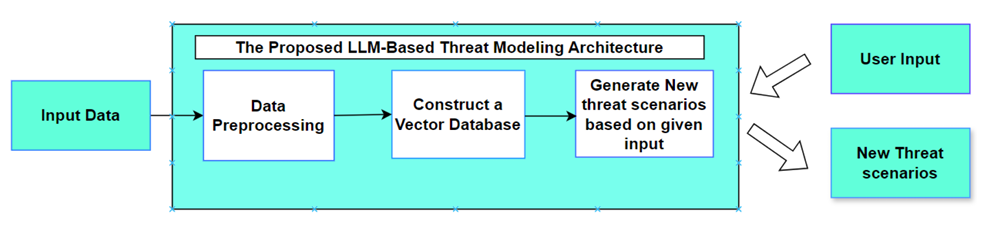 The Proposed LLM-Based Threat Modeling Architecture
Input Data
Data
Preprocessing
Construct a
Vector Database
Generate New
threat scenarios
based on given
input
User Input
New Threat
scenarios